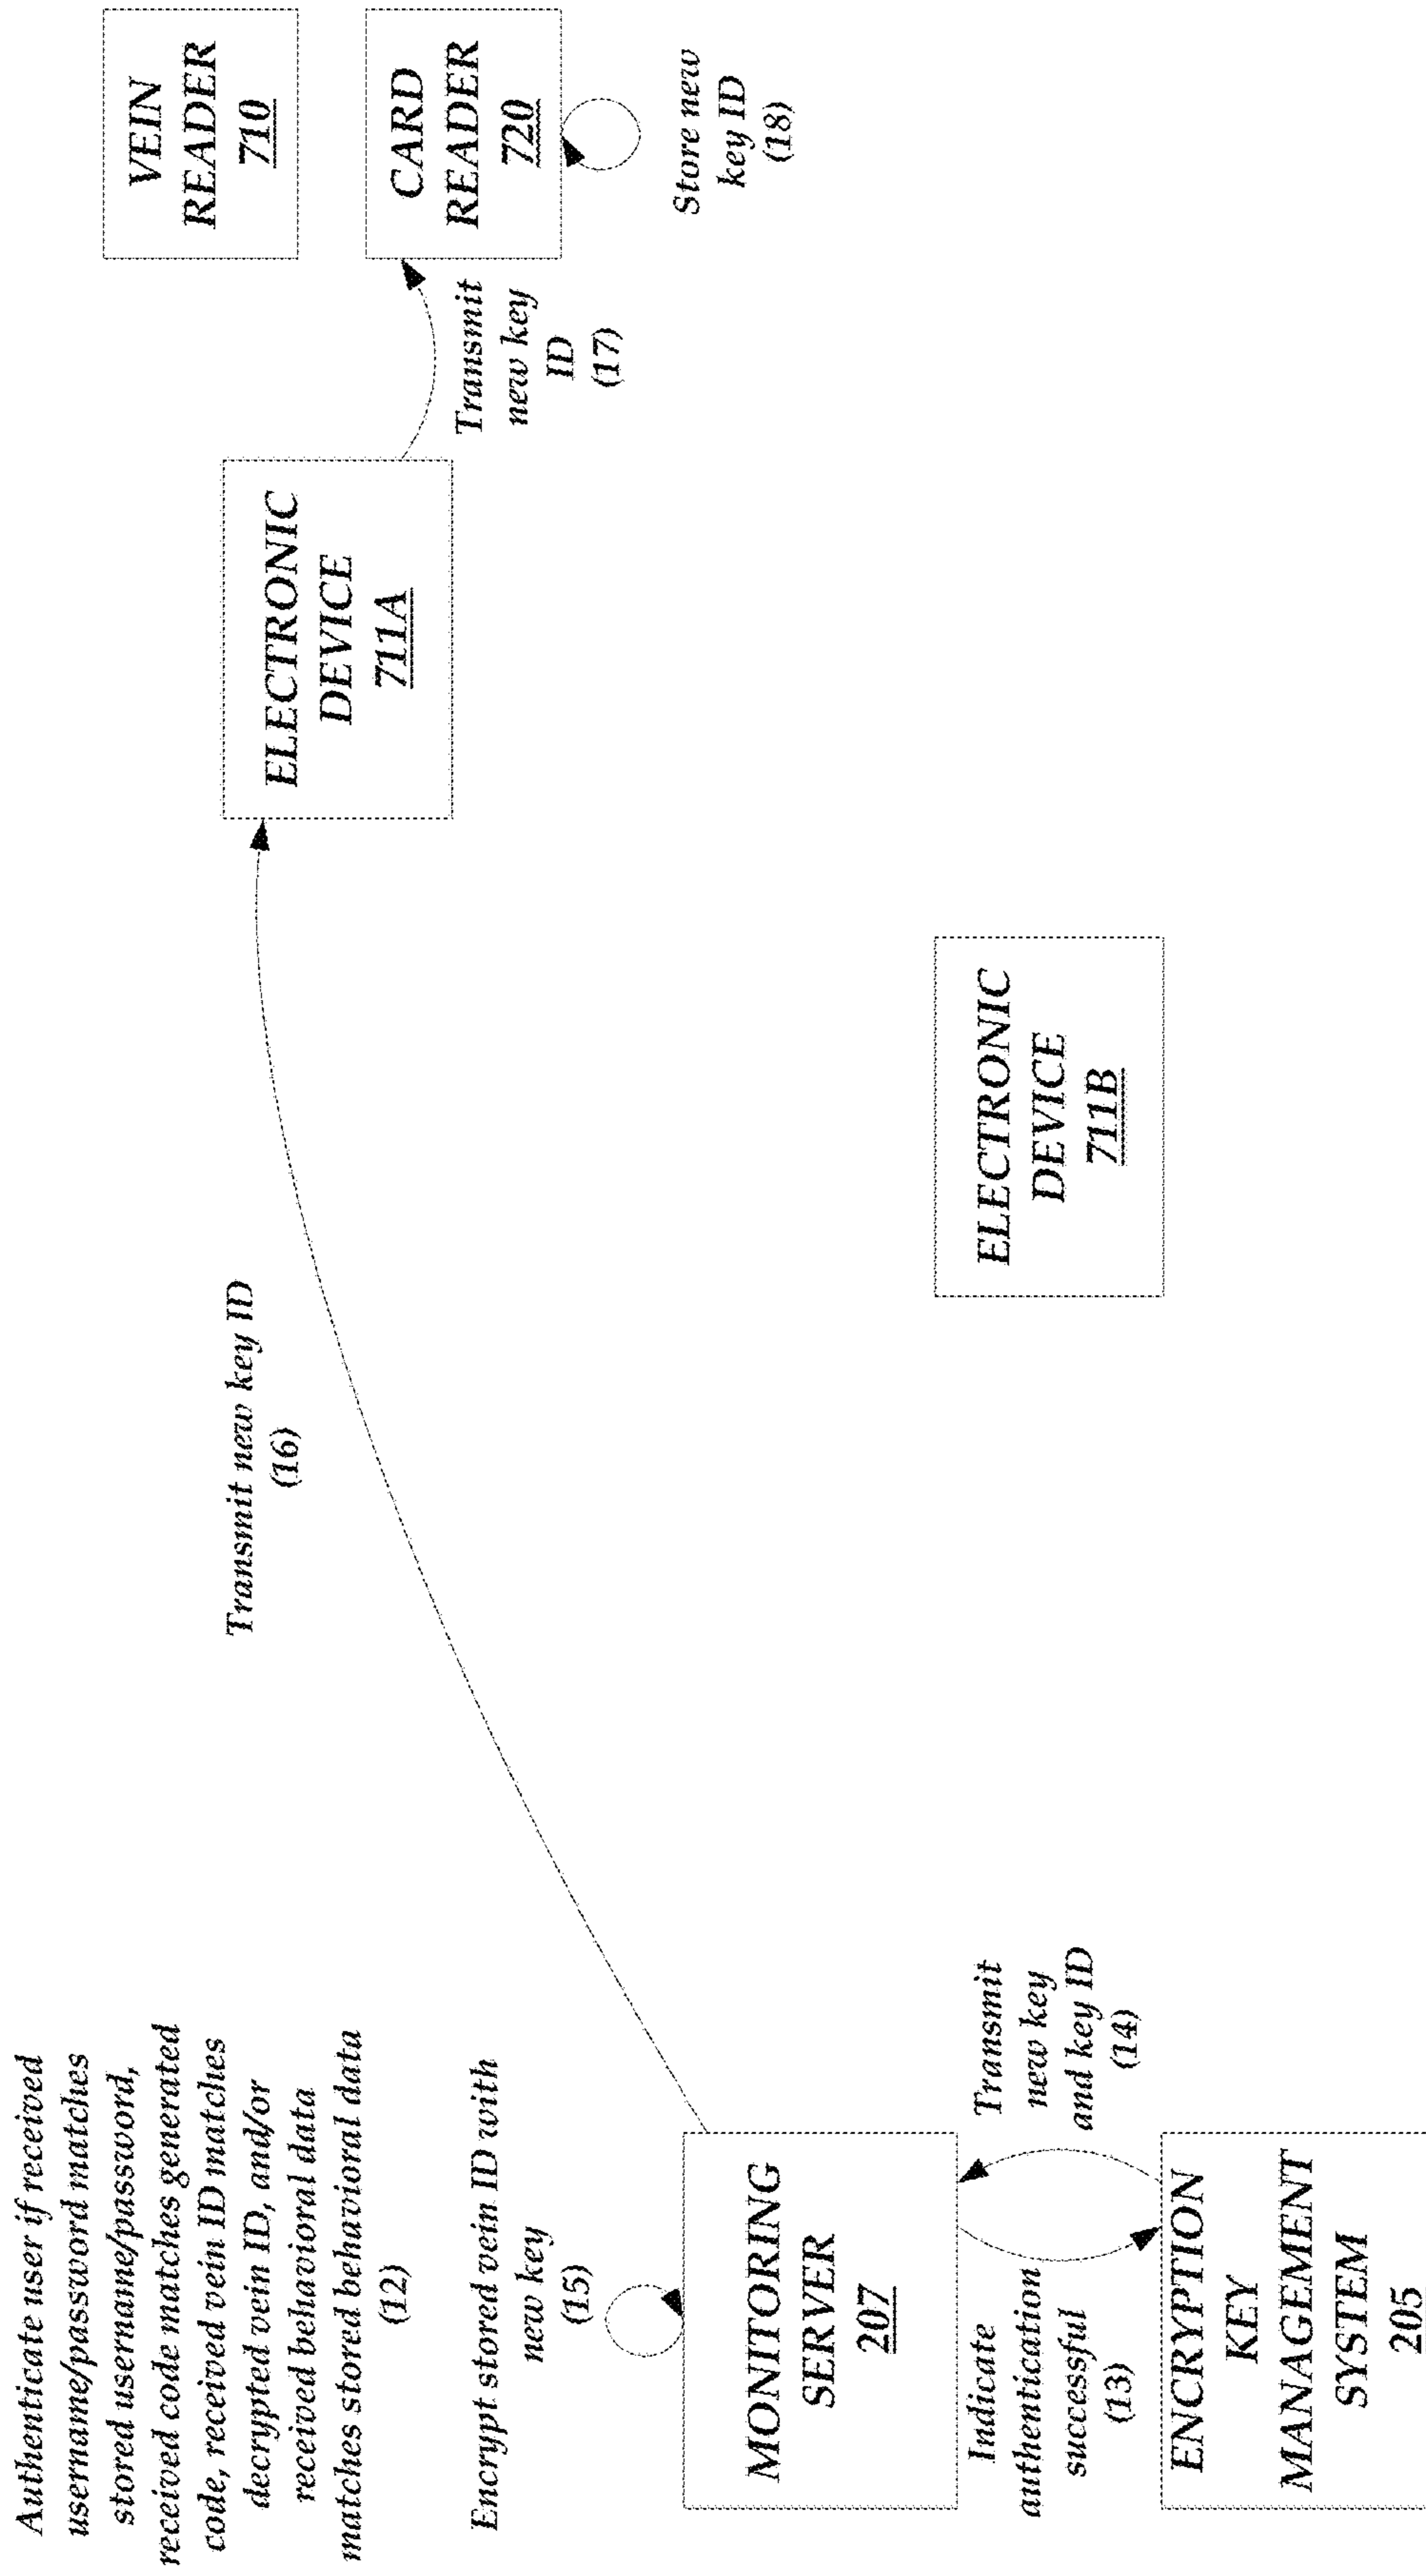 Authenticate user if received
username/password matches
stored username/password,
received code matches generated
code, received vein ID matches
decrypted vein ID, and/or
received behavioral data
matches stored behavioral data
(12)
Encrypt stored vein ID with
new key
(15)
MONITORING
SERVER
207
Indicate
authentication
successful
(13)
Transmit
new key
and key ID
(14)
ENCRYPTION
KEY
MANAGEMENT
SYSTEM
205
Transmit new key ID
(16)
ELECTRONIC
DEVICE
711B
ELECTRONIC
DEVICE
711A
Transmit
new key
ID
(17)
VEIN
READER
710
CARD
READER
720
Store new
key ID
(18)